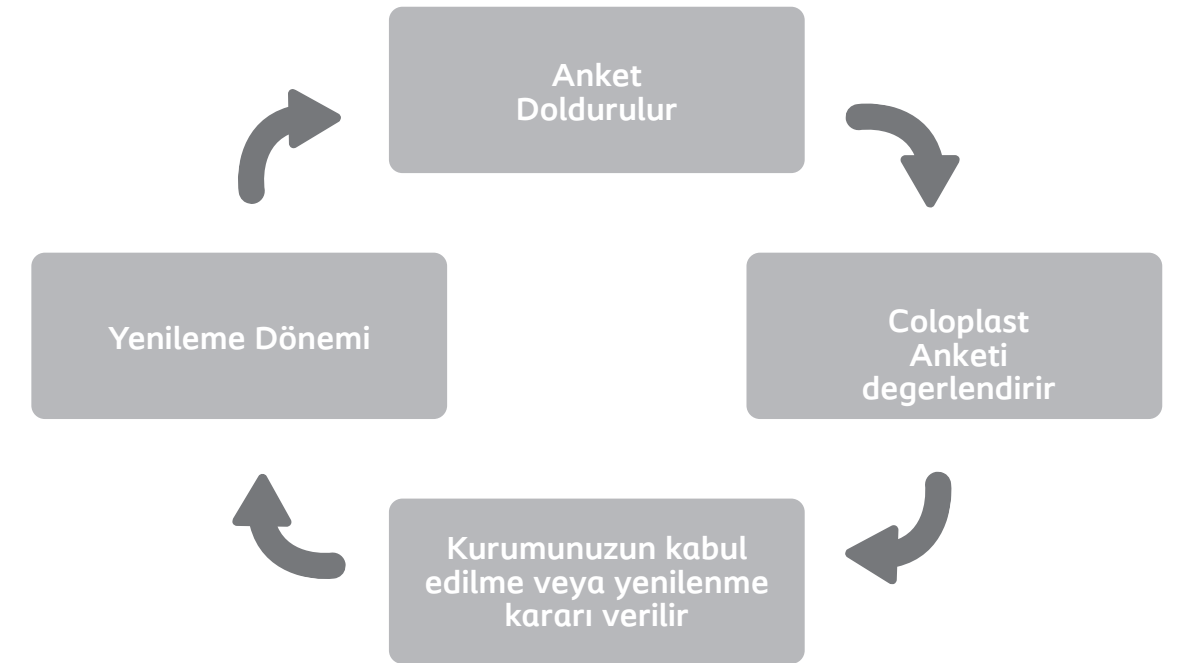 Anket
Doldurulur
Yenileme Dönemi
Coloplast
Anketi
degerlendirir
Kurumunuzun kabul
edilme veya yenilenme
kararı verilir